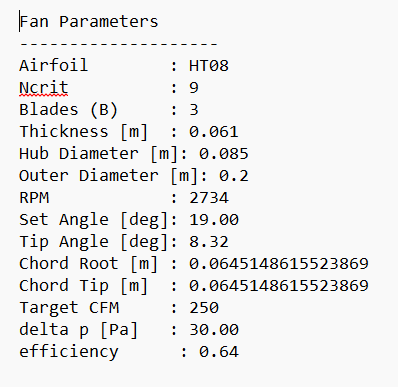 Fan Parameters
--------------------
Airfoil        : HT08
Ncrit          : 9
Blades (B)     : 3
Thickness [m]  : 0.061
Hub Diameter [m]: 0.085
Outer Diameter [m]: 0.2
RPM            : 2734
Set Angle [deg]: 19.00
Tip Angle [deg]: 8.32
Chord Root [m] : 0.0645148615523869
Chord Tip [m]  : 0.0645148615523869
Target CFM     : 250
delta p [Pa]   : 30.00
efficiency      : 0.64